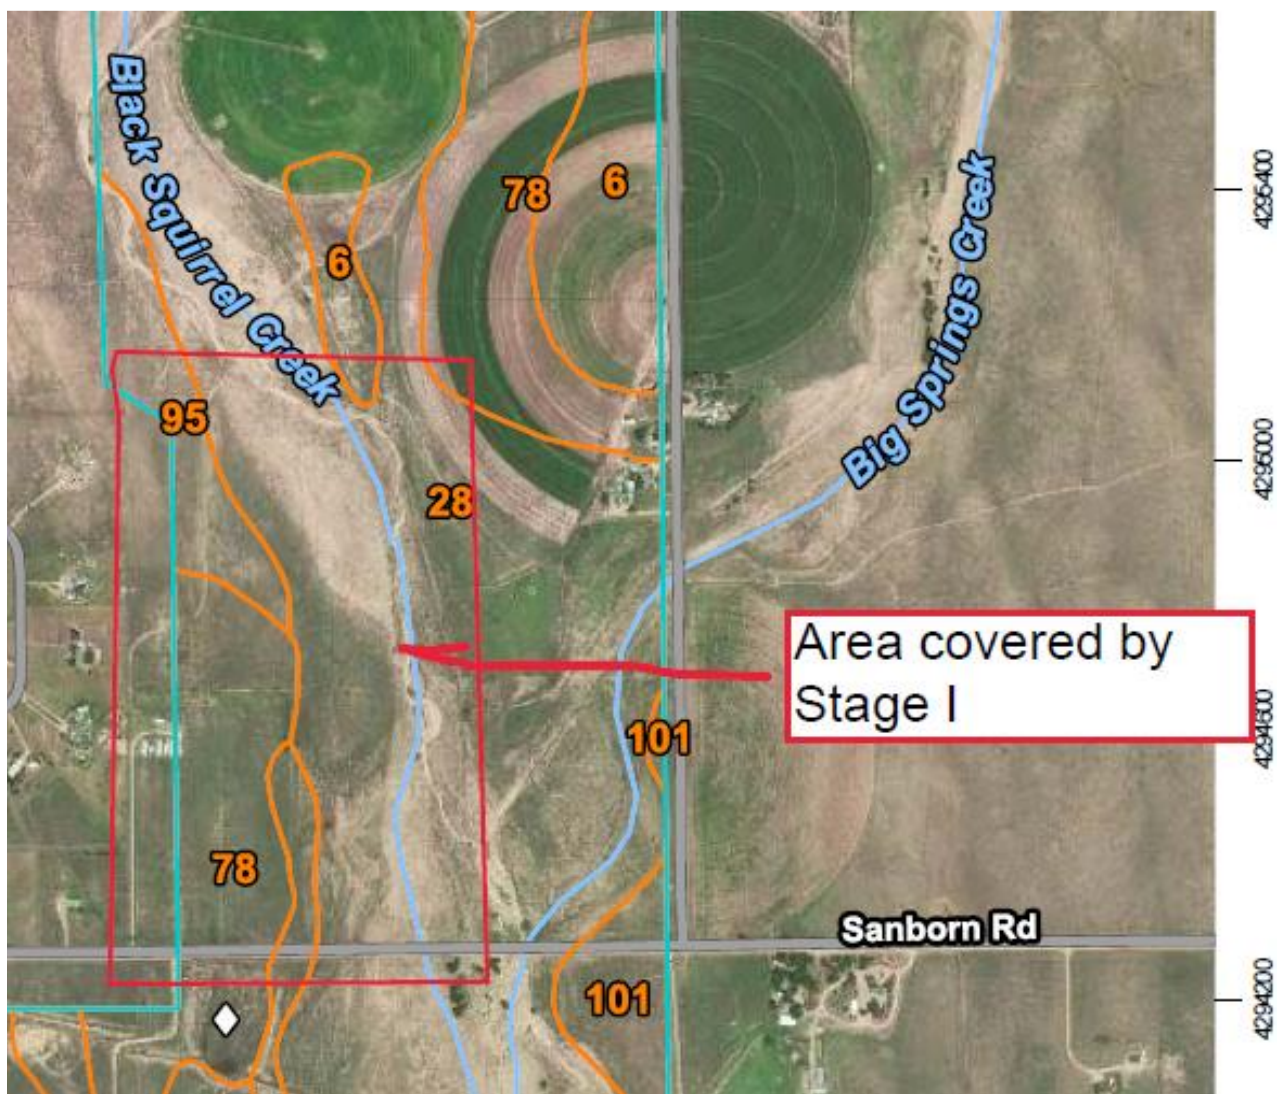 Black Squirrel Creek
Big Springs Creek
78
6
6
95
28
Area covered by
Stage I
101
78
Sanborn Rd
101
4295400
4295000
4294600
4294200